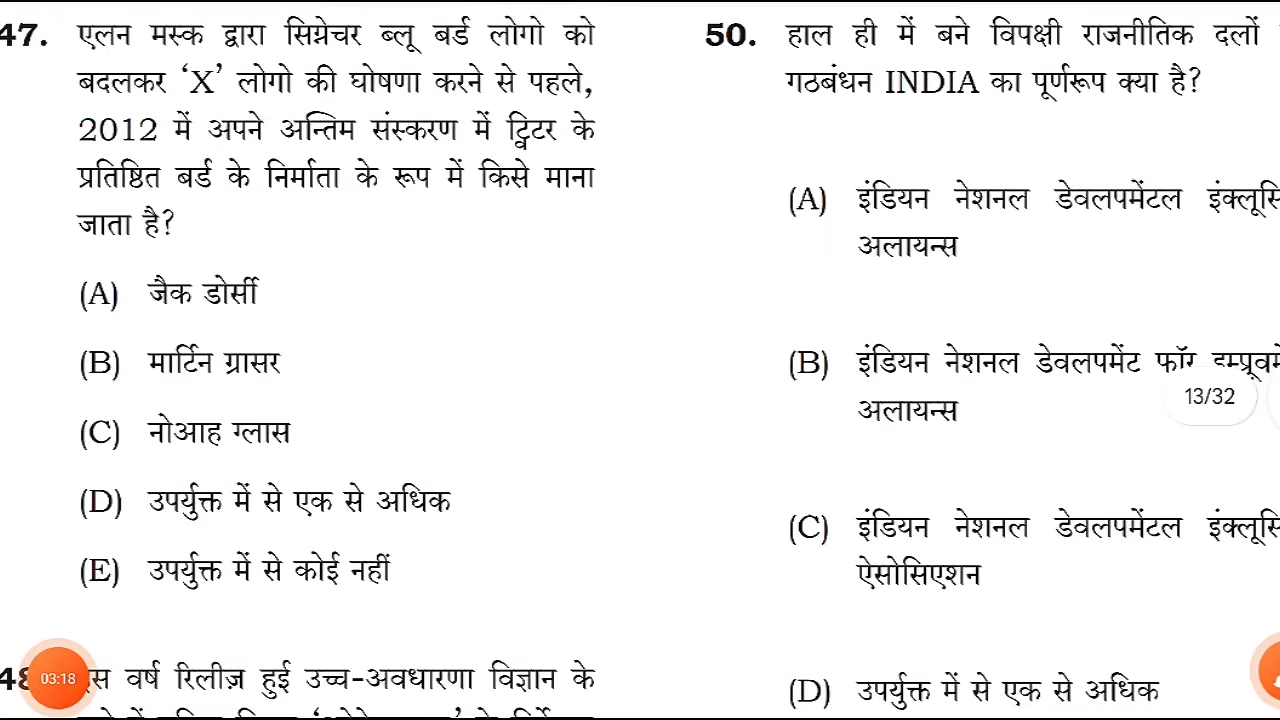 47. एलन मस्क द्वारा सिग्नेचर ब्लू बर्ड लोगो को
बदलकर ‘X’ लोगो की घोषणा करने से पहले,
2012 में अपने अन्तिम संस्करण में ट्विटर के
प्रतिष्ठित बर्ड के निर्माता के रूप में किसे माना
जाता है?
(A) जैक डोर्सी
(B) मार्टिन ग्रासर
(C) नोआह ग्लास
(D) उपर्युक्त में से एक से अधिक
(E) उपर्युक्त में से कोई नहीं
48 स वर्ष रिलीज़ हुई उच्च-अवधारणा विज्ञान के
03:18
50. हाल ही में बने विपक्षी राजनीतिक दलों
गठबंधन INDIA का पूर्णरूप क्या है?
(A) इंडियन नेशनल डेवलपमेंटल
अलायन्स
(B) इंडियन नेशनल डेवलपमेंट फॉर
अलायन्स
13/32
(C) इंडियन नेशनल डेवलपमेंटल
ऐसोसिएशन
(D) उपर्युक्त में से एक से अधिक